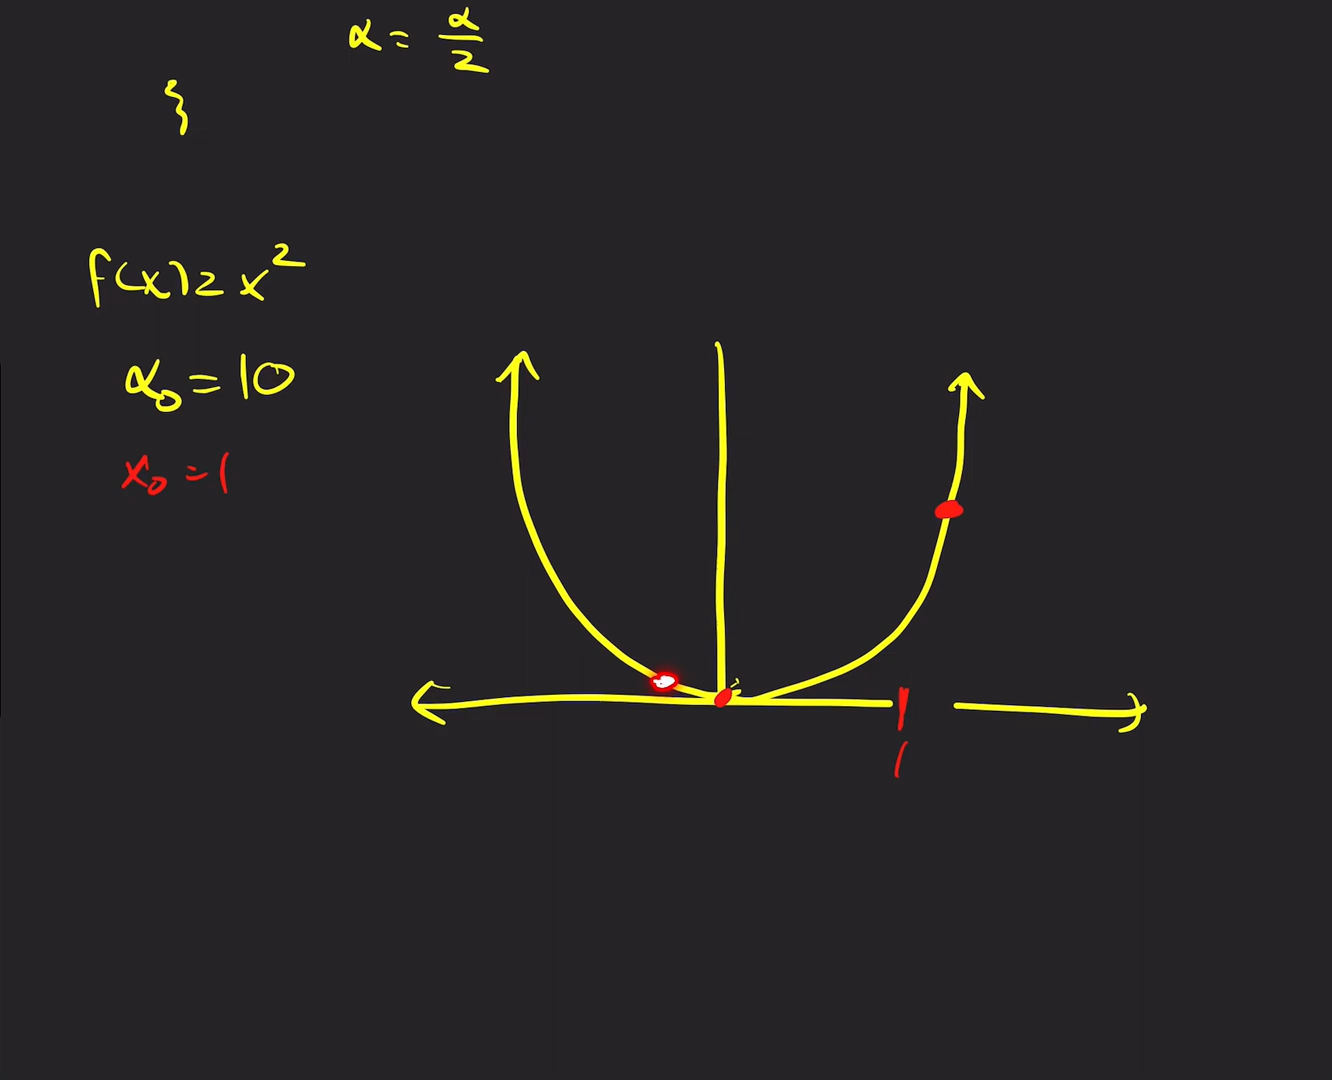 α = α/2
}
f(x) = x²
α₀ = 10
x₀ = 1
1